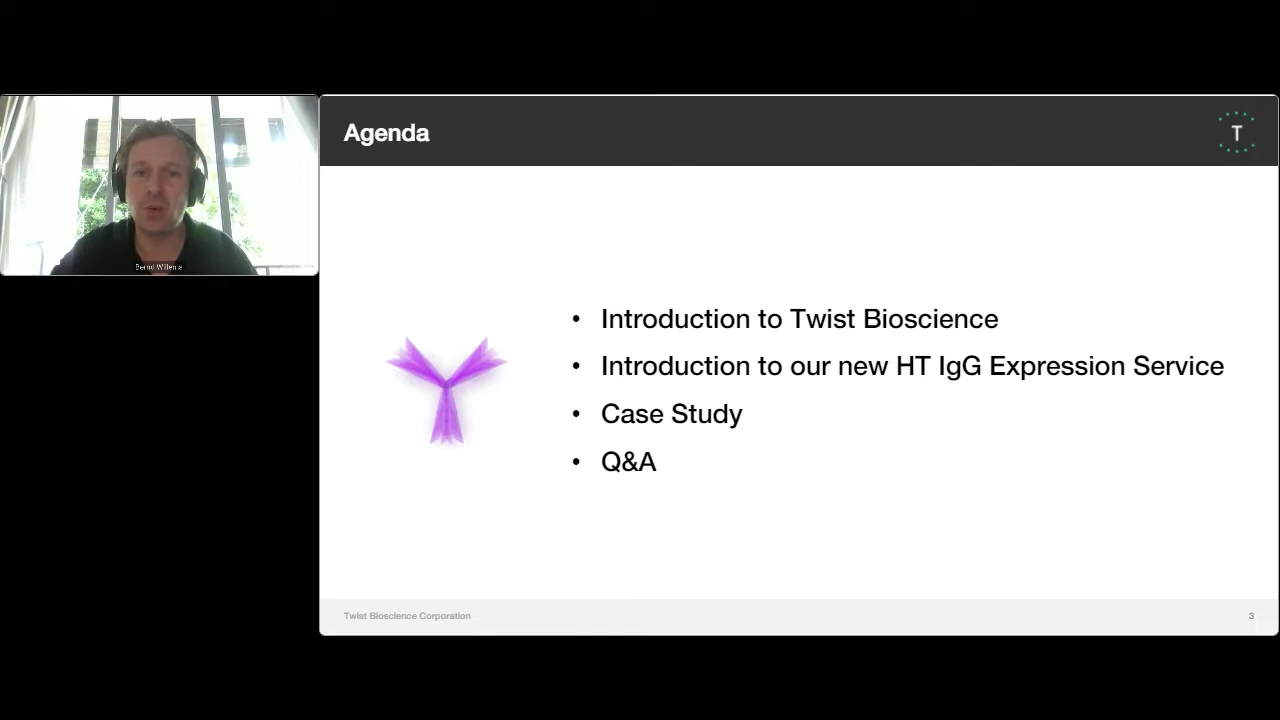 Agenda
T
Bernd Willems
• Introduction to Twist Bioscience
• Introduction to our new HT IgG Expression Service
• Case Study
• Q&A
Twist Bioscience Corporation
3